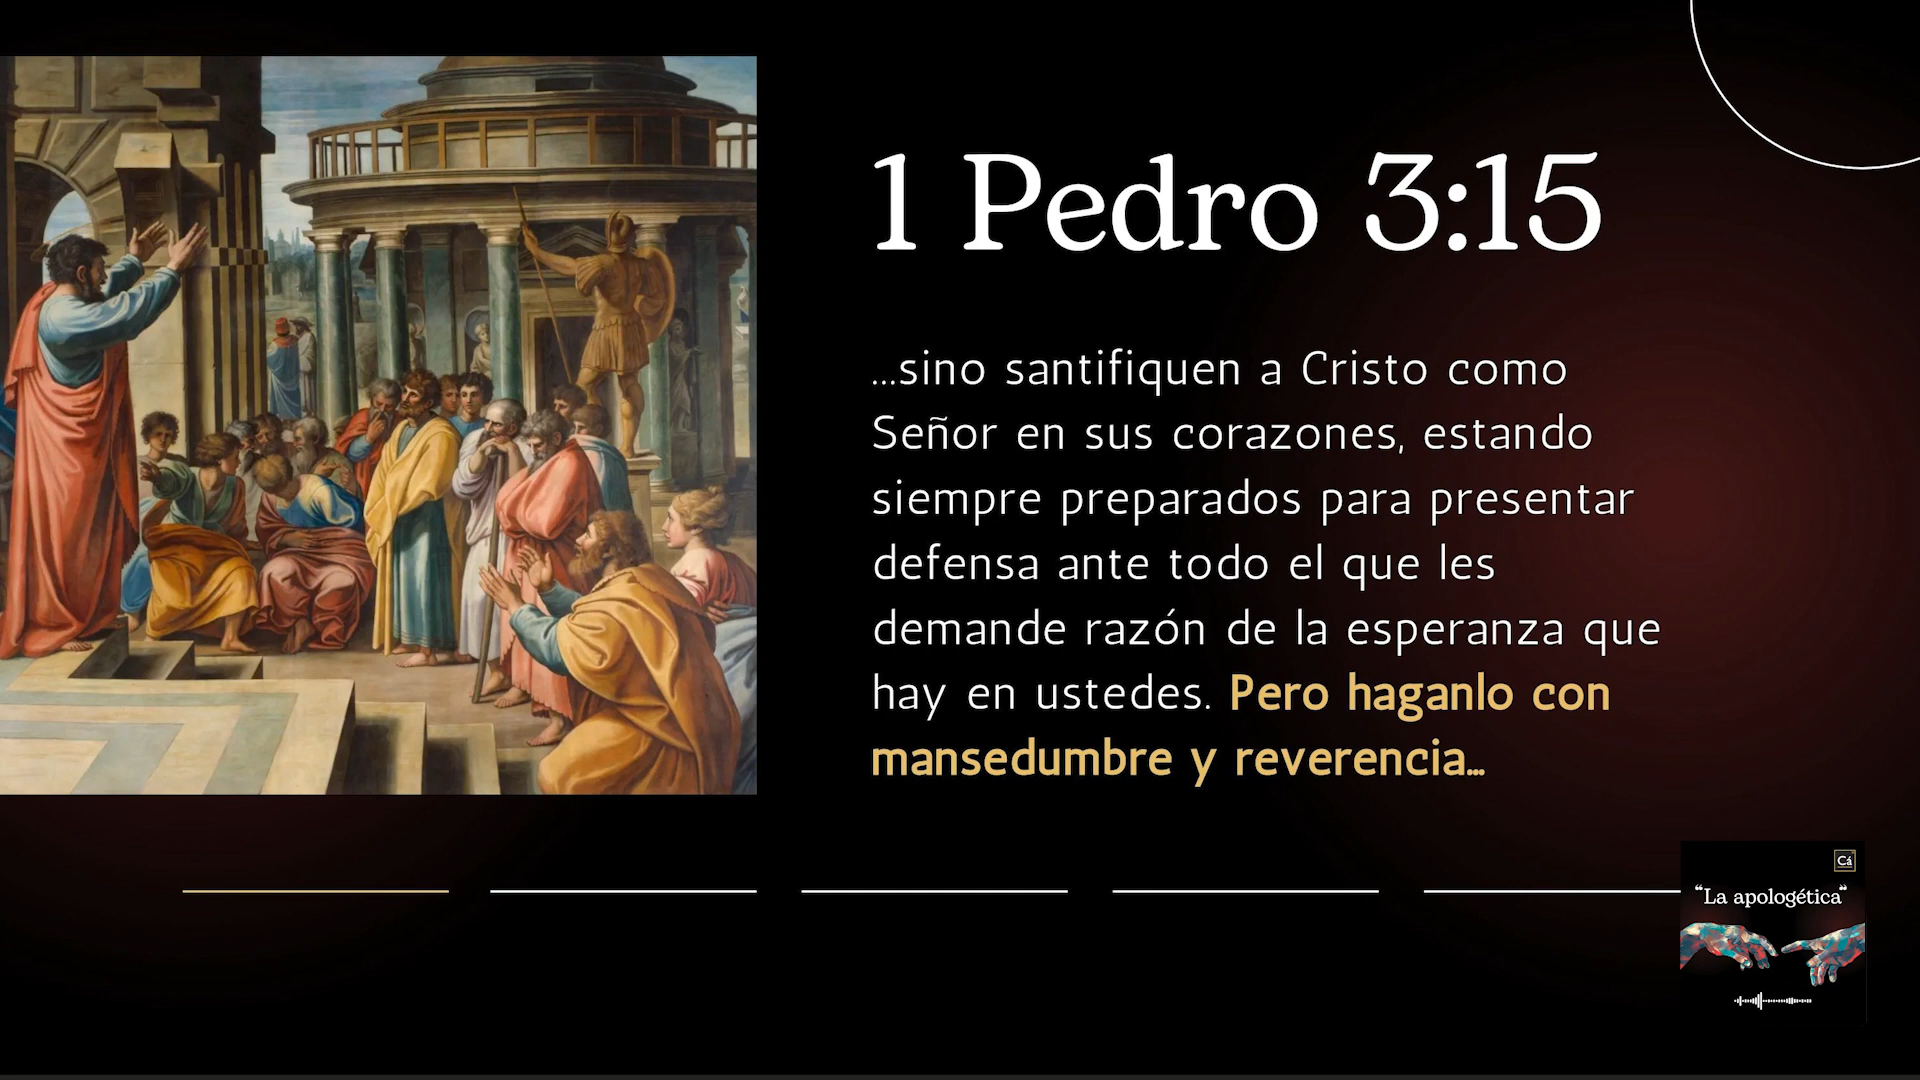 1 Pedro 3:15
...sino santifiquen a Cristo como
Señor en sus corazones, estando
siempre preparados para presentar
defensa ante todo el que les
demande razón de la esperanza que
hay en ustedes. Pero haganlo con
mansedumbre y reverencia...
Cá
“La apologética”